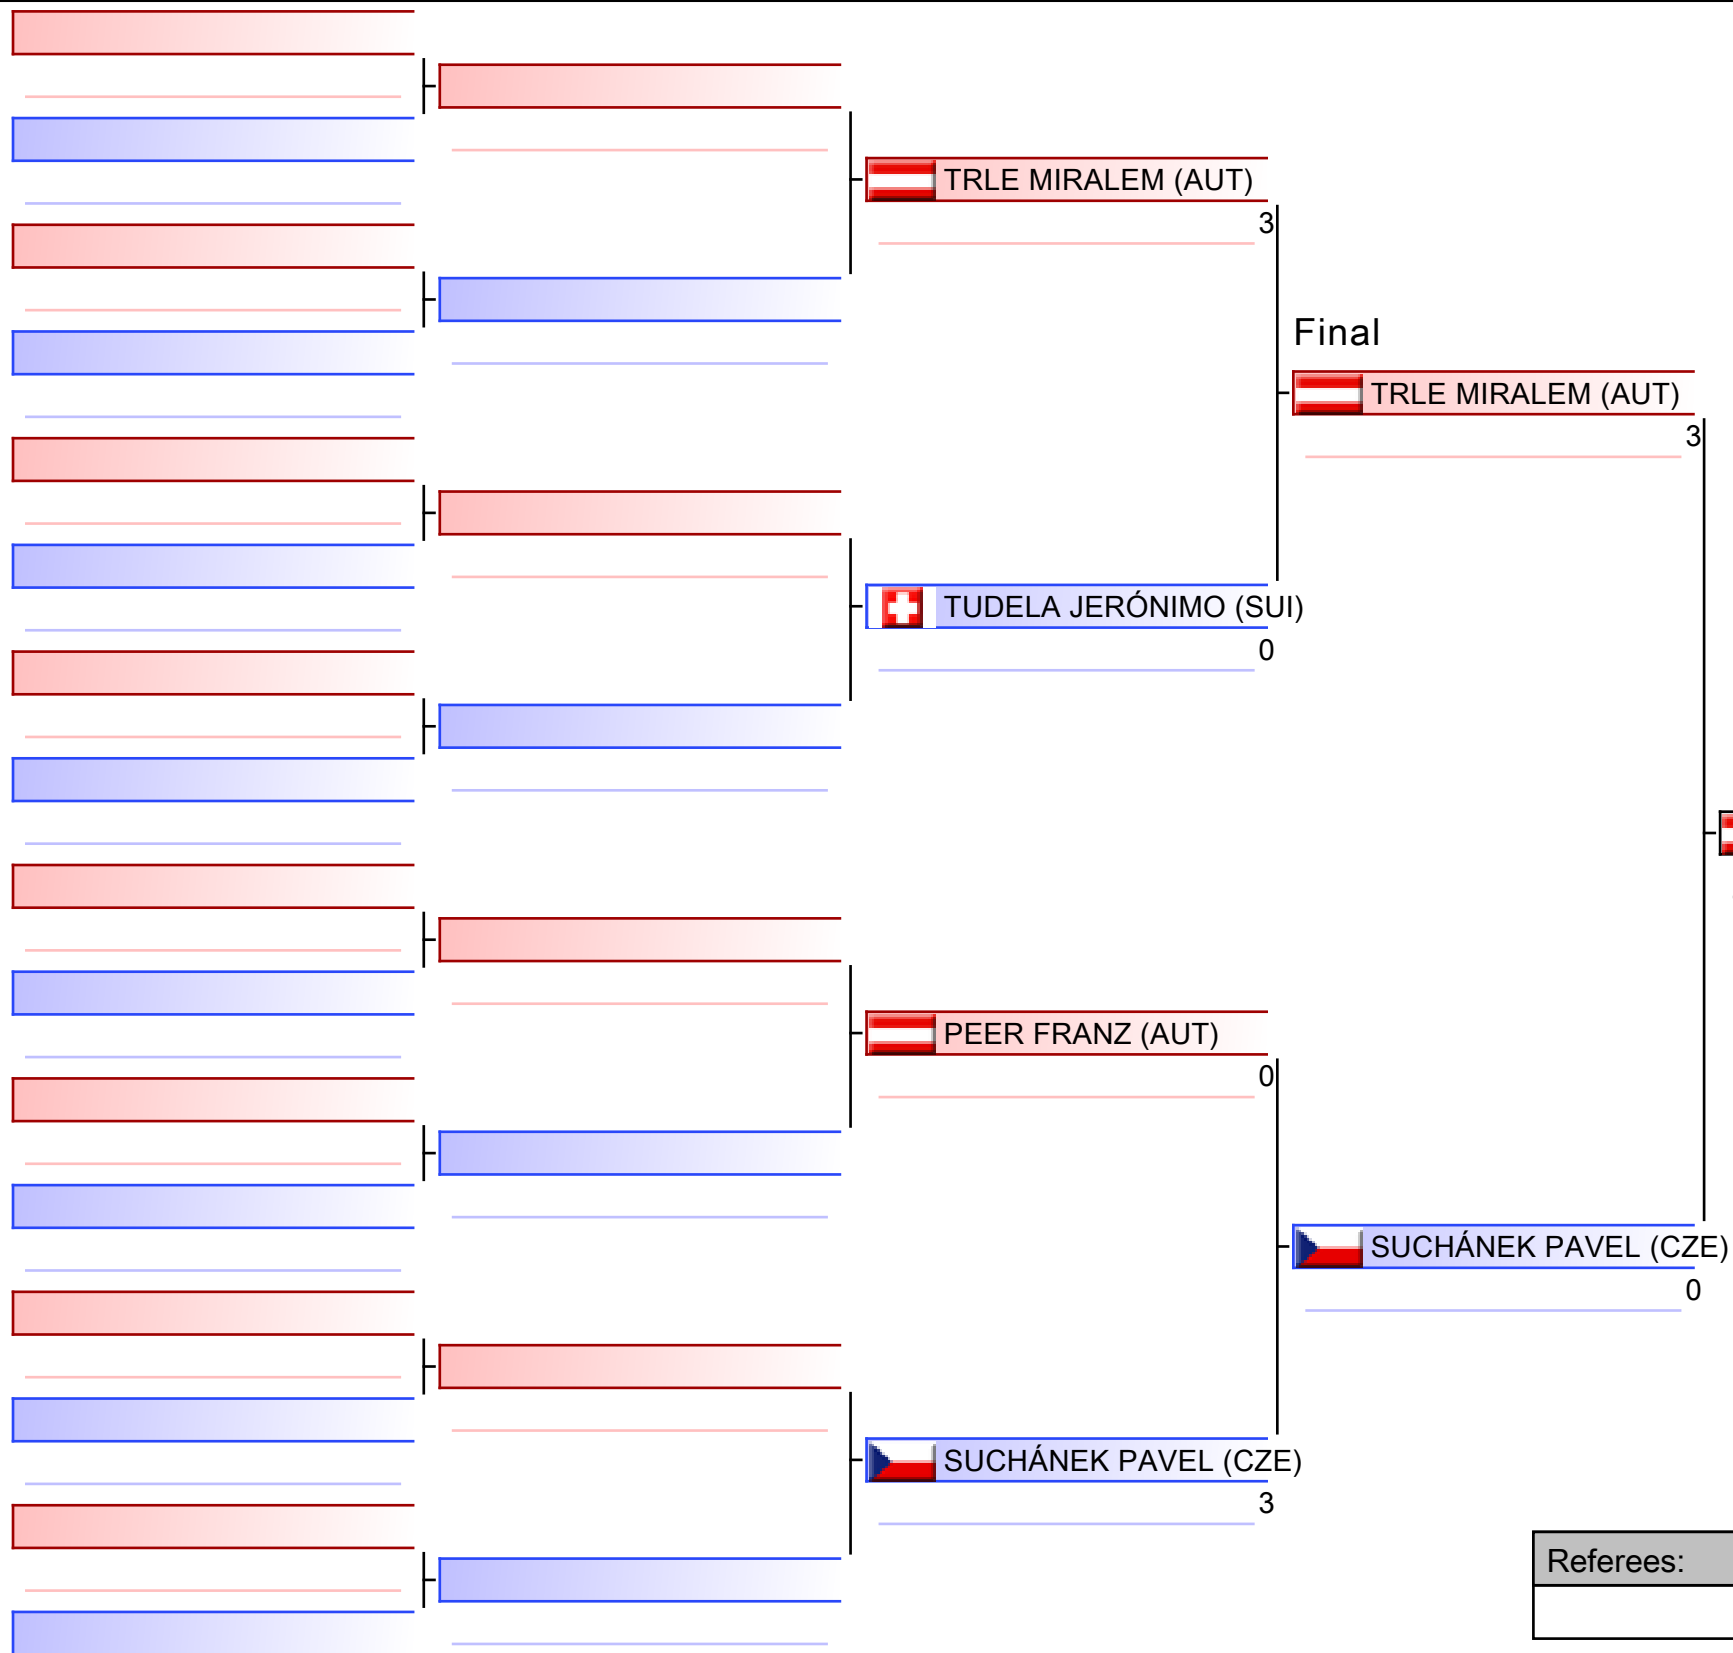 TRLE MIRALEM (AUT)
3
Final
TRLE MIRALEM (AUT)
3
TUDELA JERÓNIMO (SUI)
0
PEER FRANZ (AUT)
0
SUCHÁNEK PAVEL (CZE)
0
SUCHÁNEK PAVEL (CZE)
3
Referees: